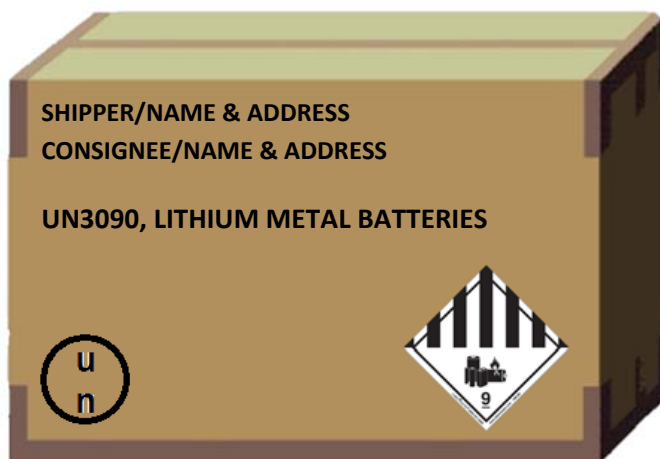 SHIPPER/NAME & ADDRESS
CONSIGNEE/NAME & ADDRESS
UN3090, LITHIUM METAL BATTERIES
u
n
9